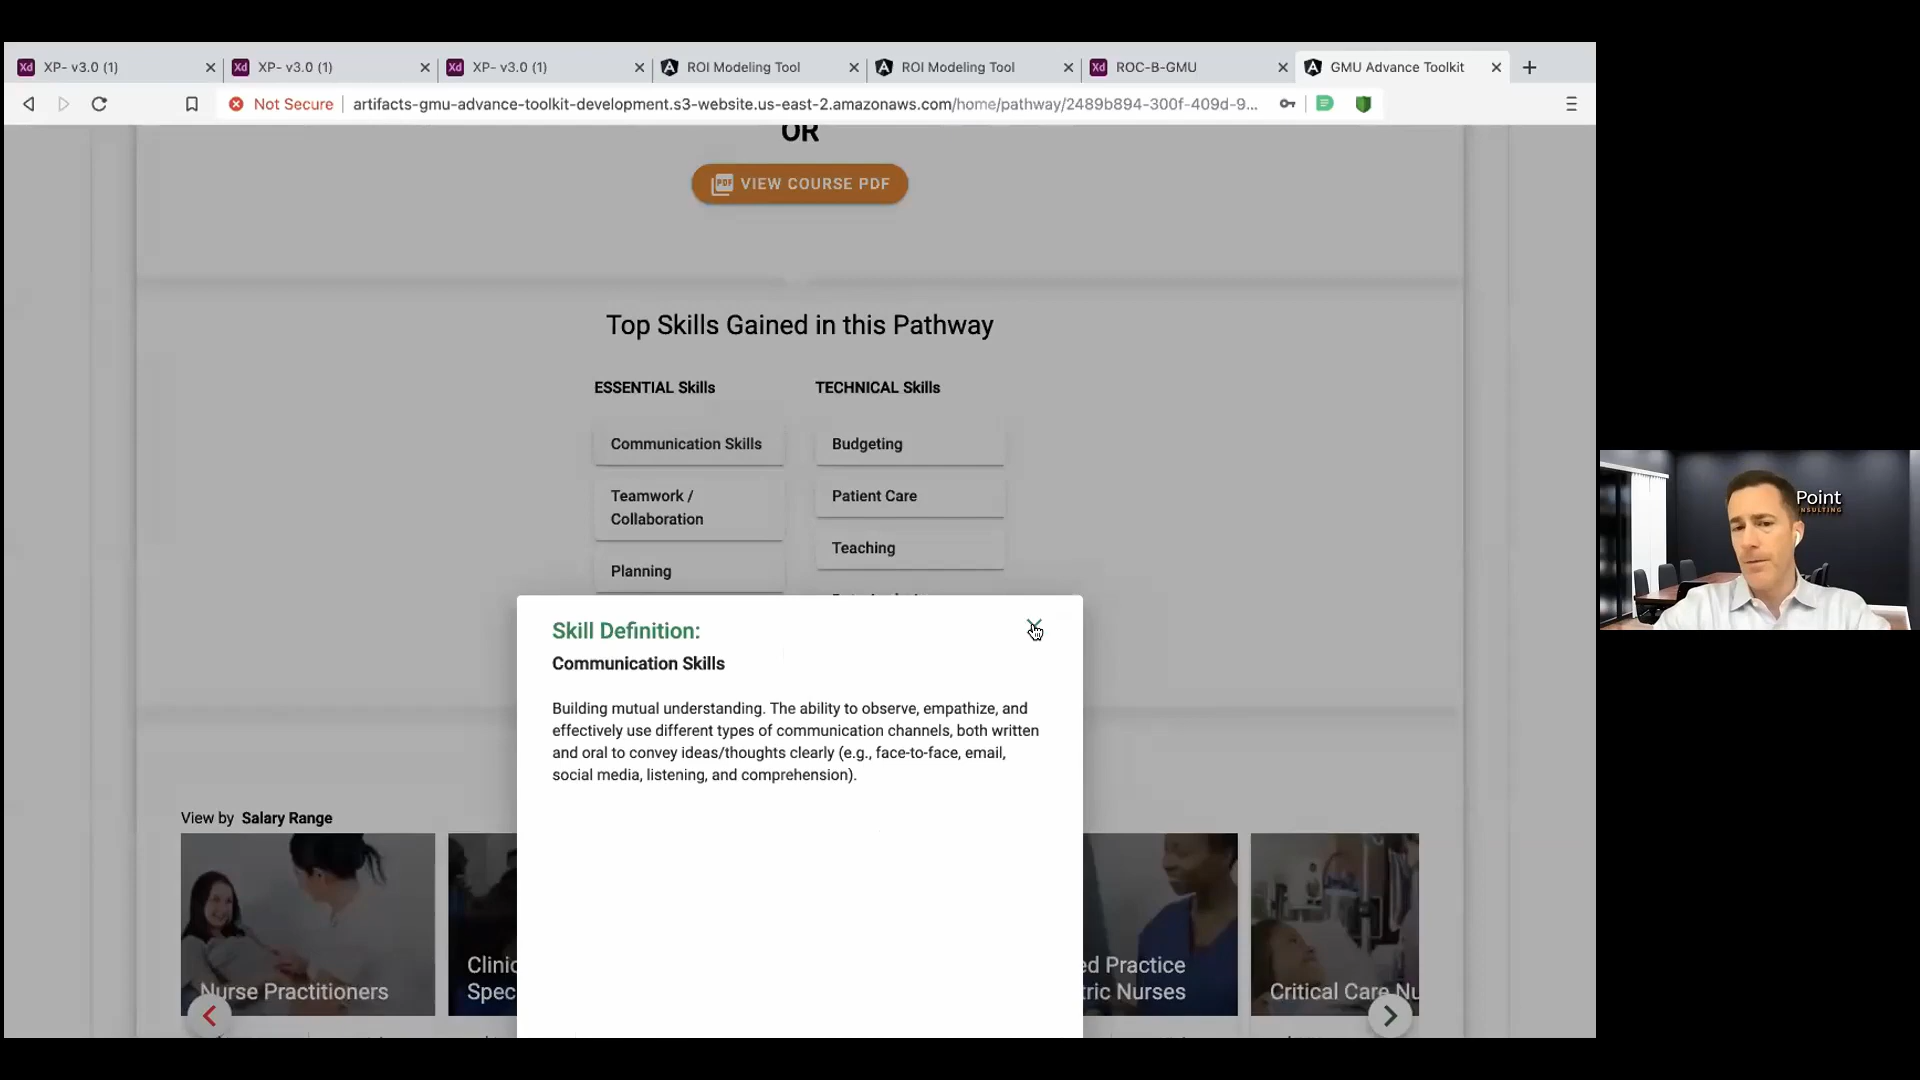 XP- v3.0 (1)
XP- v3.0 (1)
XP- v3.0 (1)
ROI Modeling Tool
ROI Modeling Tool
ROC-B-GMU
GMU Advance Toolkit
Not Secure
artifacts-gmu-advance-toolkit-development.s3-website.us-east-2.amazonaws.com/home/pathway/2489b894-300f-409d-9...
OR
PDF VIEW COURSE PDF
Top Skills Gained in this Pathway
ESSENTIAL Skills
TECHNICAL Skills
Communication Skills
Budgeting
Teamwork /
Collaboration
Patient Care
Planning
Teaching
Skill Definition:
Communication Skills
Building mutual understanding. The ability to observe, empathize, and
effectively use different types of communication channels, both written
and oral to convey ideas/thoughts clearly (e.g., face-to-face, email,
social media, listening, and comprehension).
View by Salary Range
Nurse Practitioners
Clinic
Spec
ed Practice
tric Nurses
Critical Care Nu
Point
NSULTING